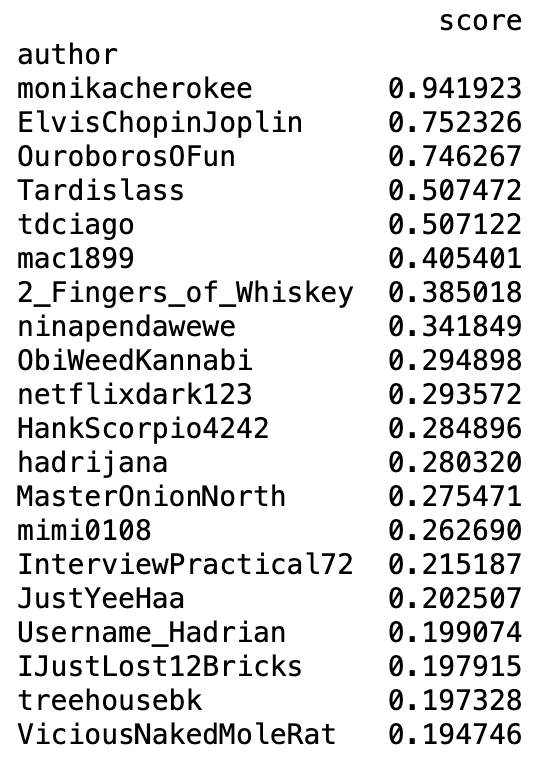 score
author
monikacherokee 0.941923
ElvisChopinJoplin 0.752326
OuroborosOFun 0.746267
Tardislass 0.507472
tdciago 0.507122
mac1899 0.405401
2_Fingers_of_Whiskey 0.385018
ninapendawewe 0.341849
ObiWeedKannabi 0.294898
netflixdark123 0.293572
HankScorpio4242 0.284896
hadrijana 0.280320
MasterOnionNorth 0.275471
mimi0108 0.262690
InterviewPractical72 0.215187
JustYeeHaa 0.202507
Username_Hadrian 0.199074
IJustLost12Bricks 0.197915
treehousebk 0.197328
ViciousNakedMoleRat 0.194746